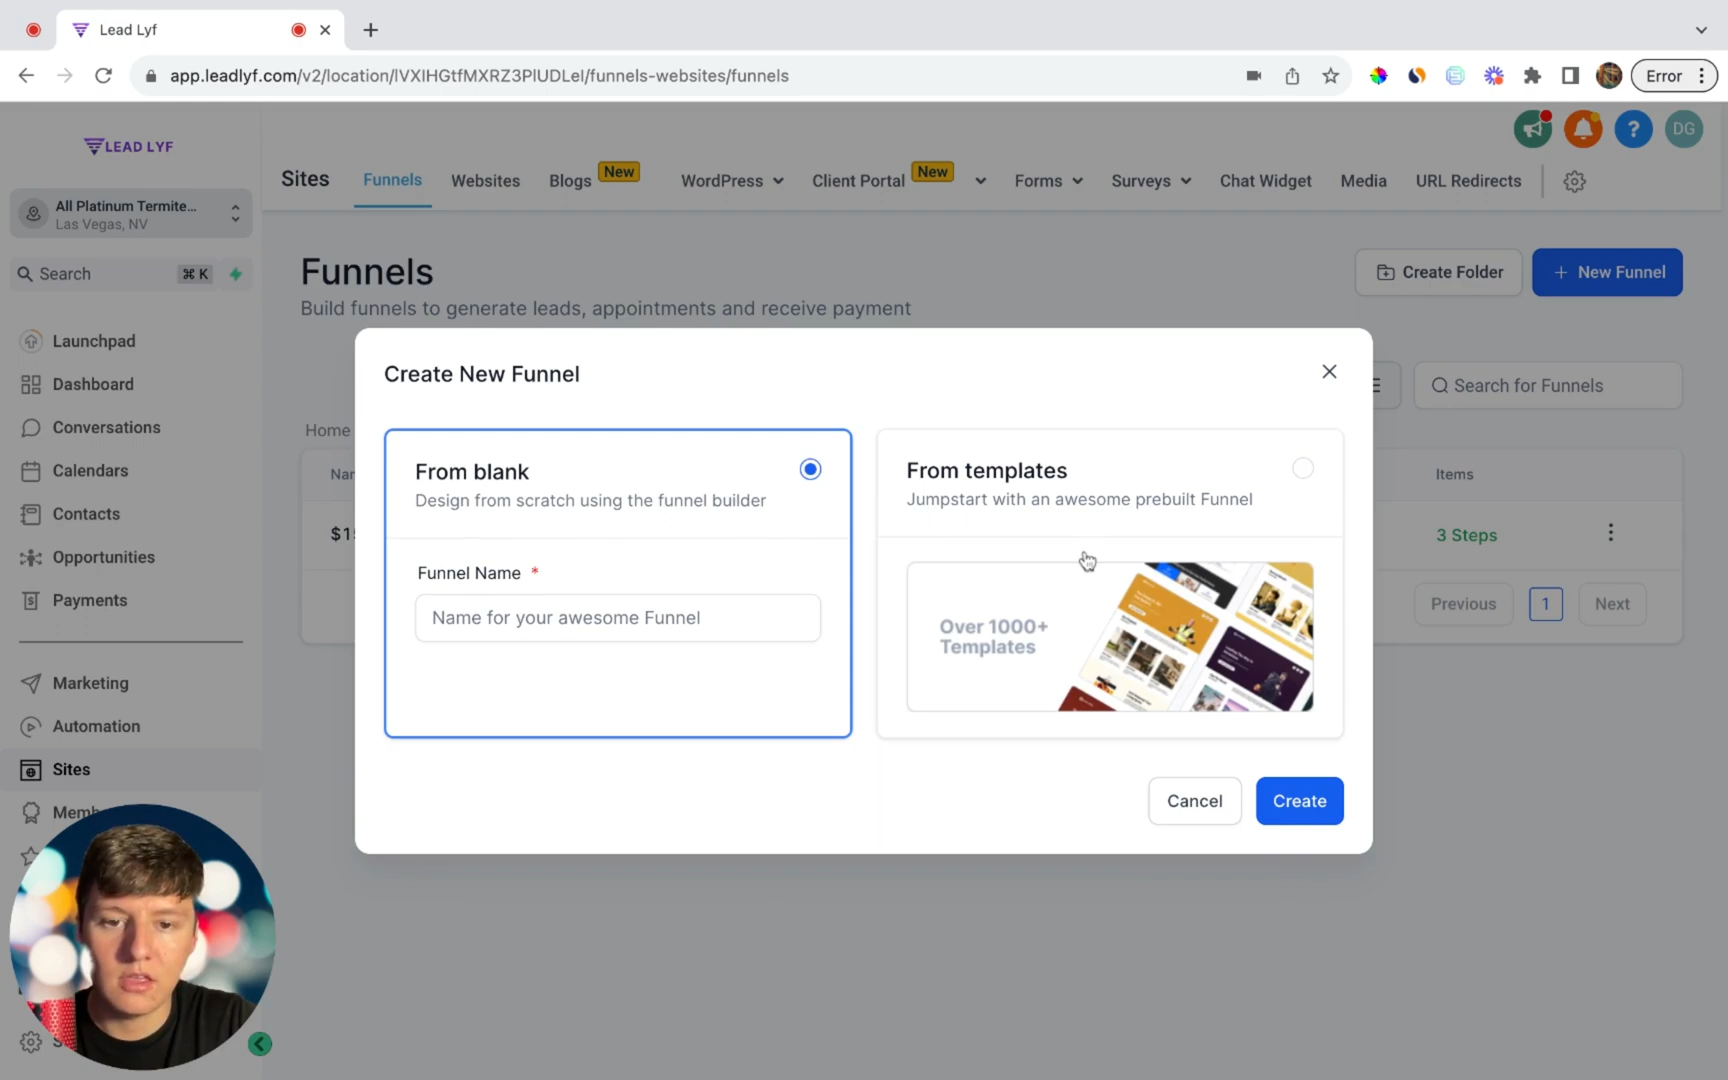 Lead Lyf
app.leadlyf.com/v2/location/IVXIHGtfMXRZ3PlUDLeI/funnels-websites/funnels
Error
LEAD LYF
DG
Sites
Funnels
Websites
Blogs
New
WordPress
Client Portal
New
Forms
Surveys
Chat Widget
Media
URL Redirects
All Platinum Termite...
Las Vegas, NV
Search
⌘ K
Launchpad
Dashboard
Conversations
Calendars
Contacts
Opportunities
Payments
Marketing
Automation
Sites
Memb
Funnels
Build funnels to generate leads, appointments and receive payment
Create Folder
+ New Funnel
Search for Funnels
Home
Items
3 Steps
Previous
1
Next
Create New Funnel
From blank
Design from scratch using the funnel builder
Funnel Name *
Name for your awesome Funnel
From templates
Jumpstart with an awesome prebuilt Funnel
Over 1000+
Templates
Cancel
Create